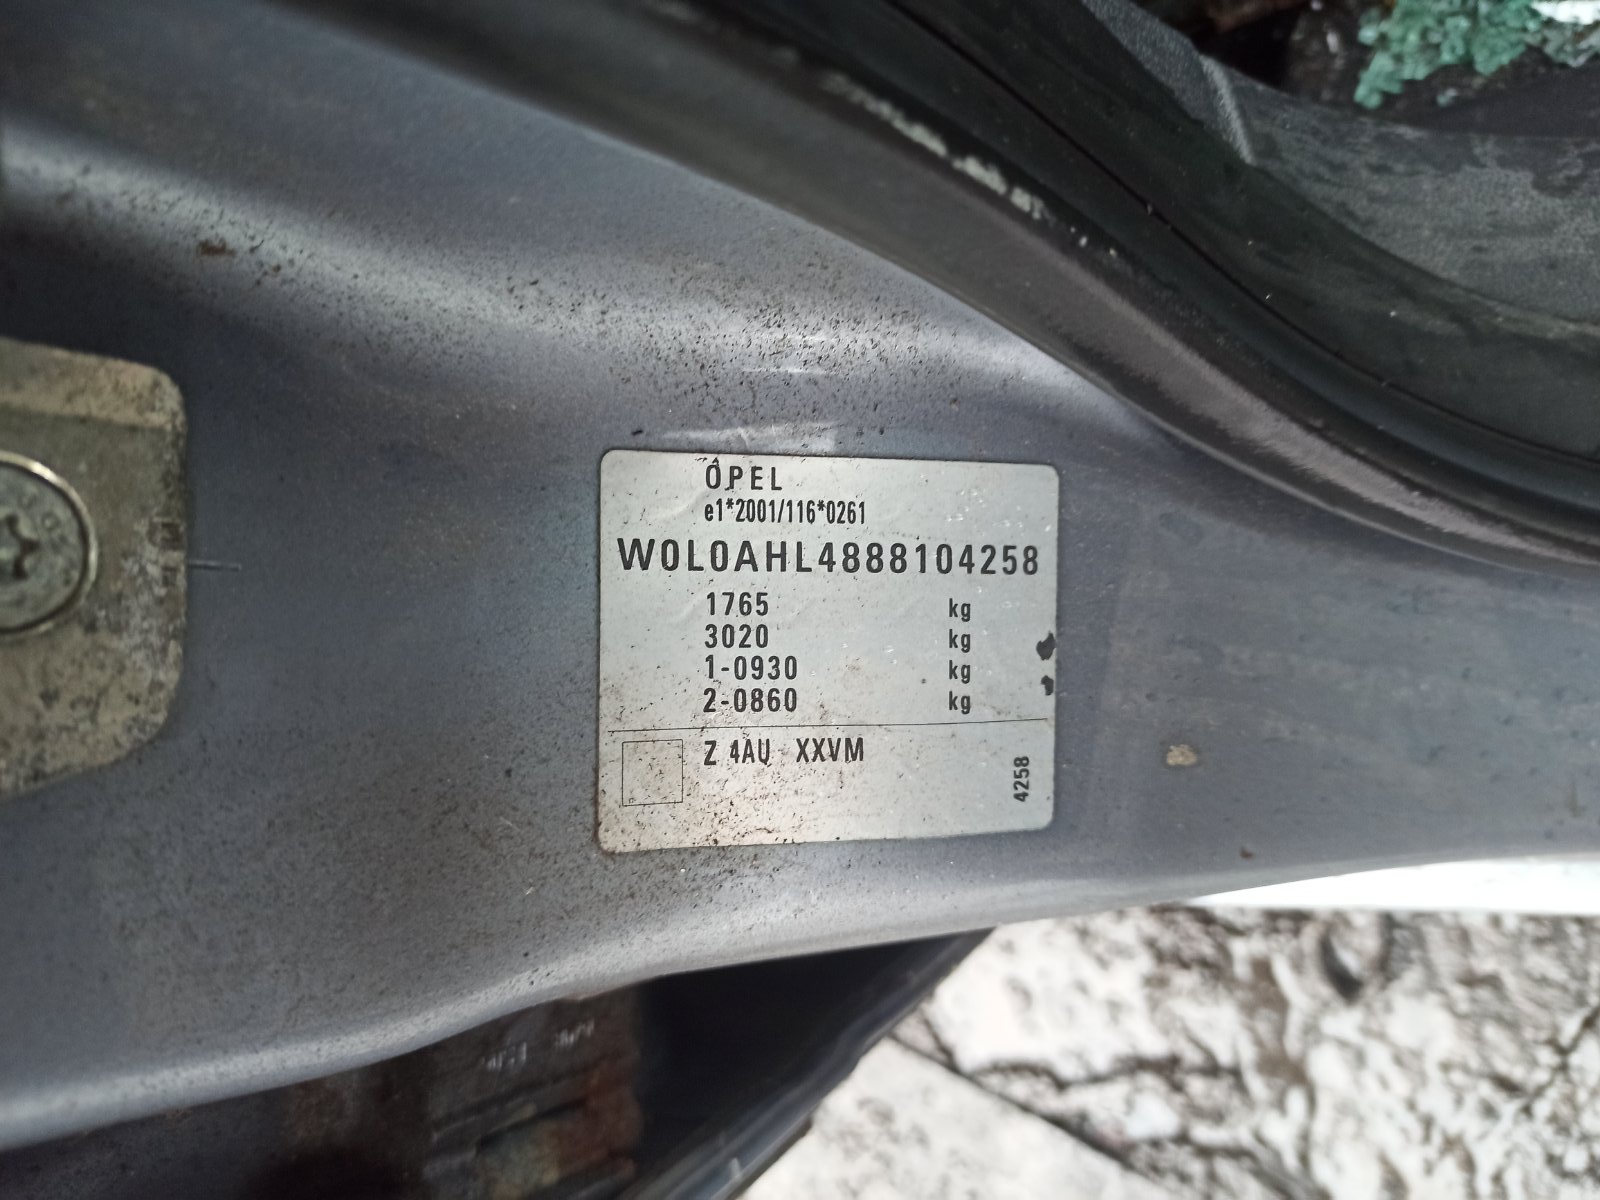 OPEL
e1*2001/116*0261
W0L0AHL4888104258
1765 kg
3020 kg
1-0930 kg
2-0860 kg
Z 4AU XXVM
4258